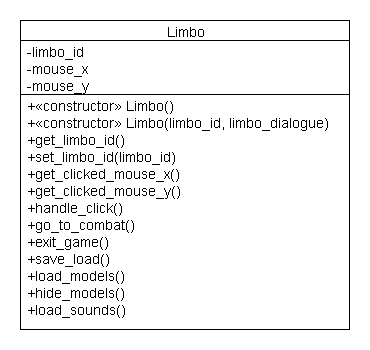 Limbo
-limbo_id
-mouse_x
-mouse_y
+«constructor» Limbo()
+«constructor» Limbo(limbo_id, limbo_dialogue)
+get_limbo_id()
+set_limbo_id(limbo_id)
+get_clicked_mouse_x()
+get_clicked_mouse_y()
+handle_click()
+go_to_combat()
+exit_game()
+save_load()
+load_models()
+hide_models()
+load_sounds()